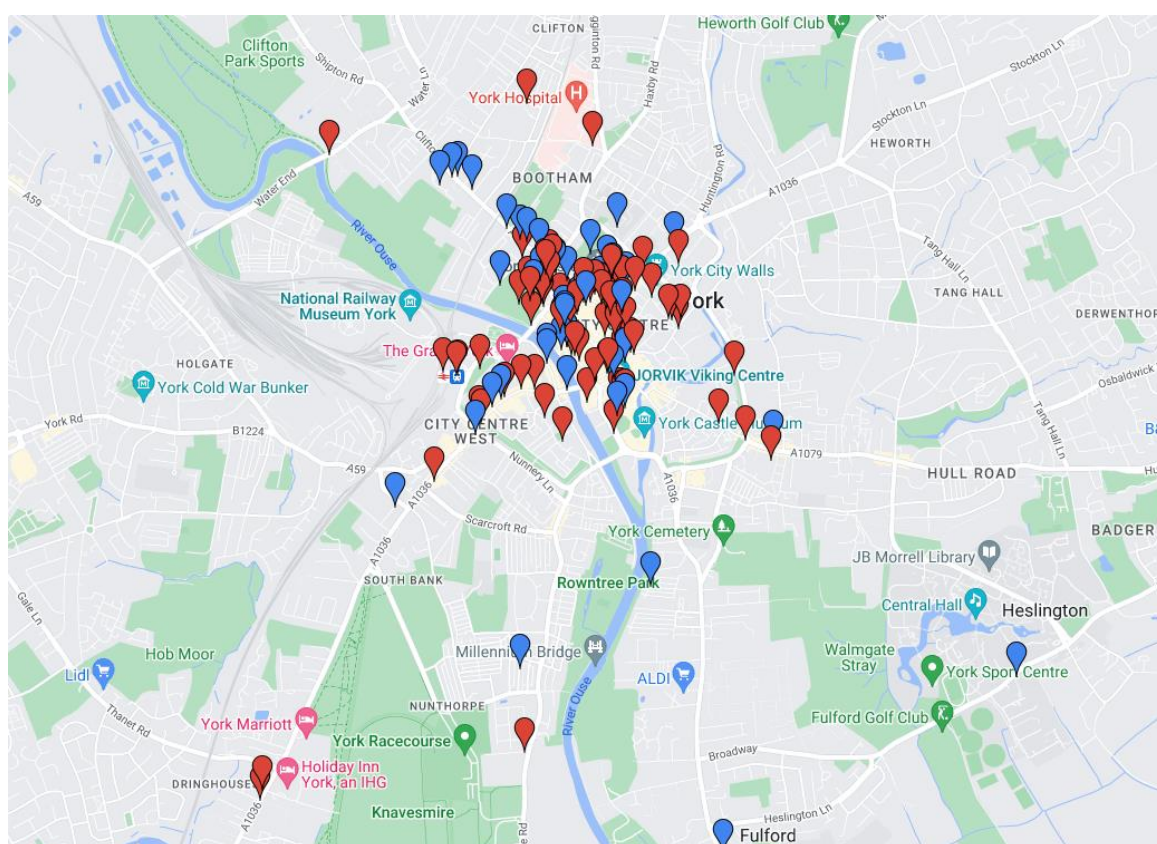 CLIFTON
Heworth Golf Club
Clifton
Park Sports
Shipton Rd
Water Ln
Haxby Rd
Stockton Ln
York Hospital
H
Stockton Ln
HEWORTH
BOOTHAM
Huntington Rd
A1036
A59
Water End
River Ouse
Tang Hall Ln
York City Walls
National Railway
Museum York
ork
TANG HALL
DERWENTHOR
HOLGATE
York Cold War Bunker
JORVIK Viking Centre
Osbaldwick
York Rd
B1224
CITY CENTRE
WEST
Tang Hall Ln
A59
A1036
Nunnery Ln
A1036
A1079
HULL ROAD
Scarcroft Rd
York Cemetery
BADGER
JB Morrell Library
A1036
SOUTH BANK
Rowntree Park
Central Hall
Heslington
Gale Ln
Hob Moor
Millennium Bridge
Walmgate
Stray
York Sport Centre
Lidl
ALDI
NUNTHORPE
River Ouse
Fulford Golf Club
York Marriott
Thanet Rd
York Racecourse
Broadway
Holiday Inn
York, an IHG
A1036
Knavesmire
Heslington Ln
Fulford